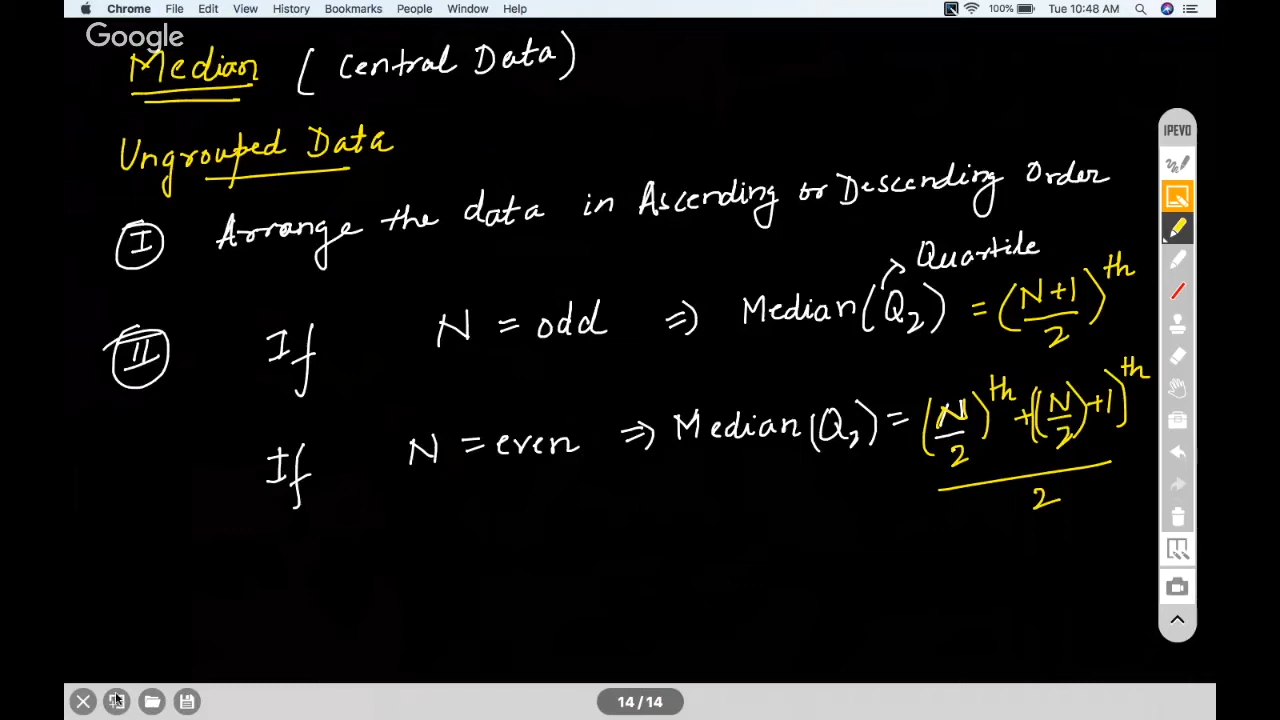 Chrome File Edit View History Bookmarks People Window Help 100% Tue 10:48 AM
Google
Median (Central Data)
Ungrouped Data
IPEVO
I Arrange the data in Ascending or Descending Order
Quartile
II If N = odd ⇒ Median (Q₂) = (N+1/2)^th
If N = even ⇒ Median (Q₂) = (N/2)^th + ((N/2)+1)^th / 2
14/14